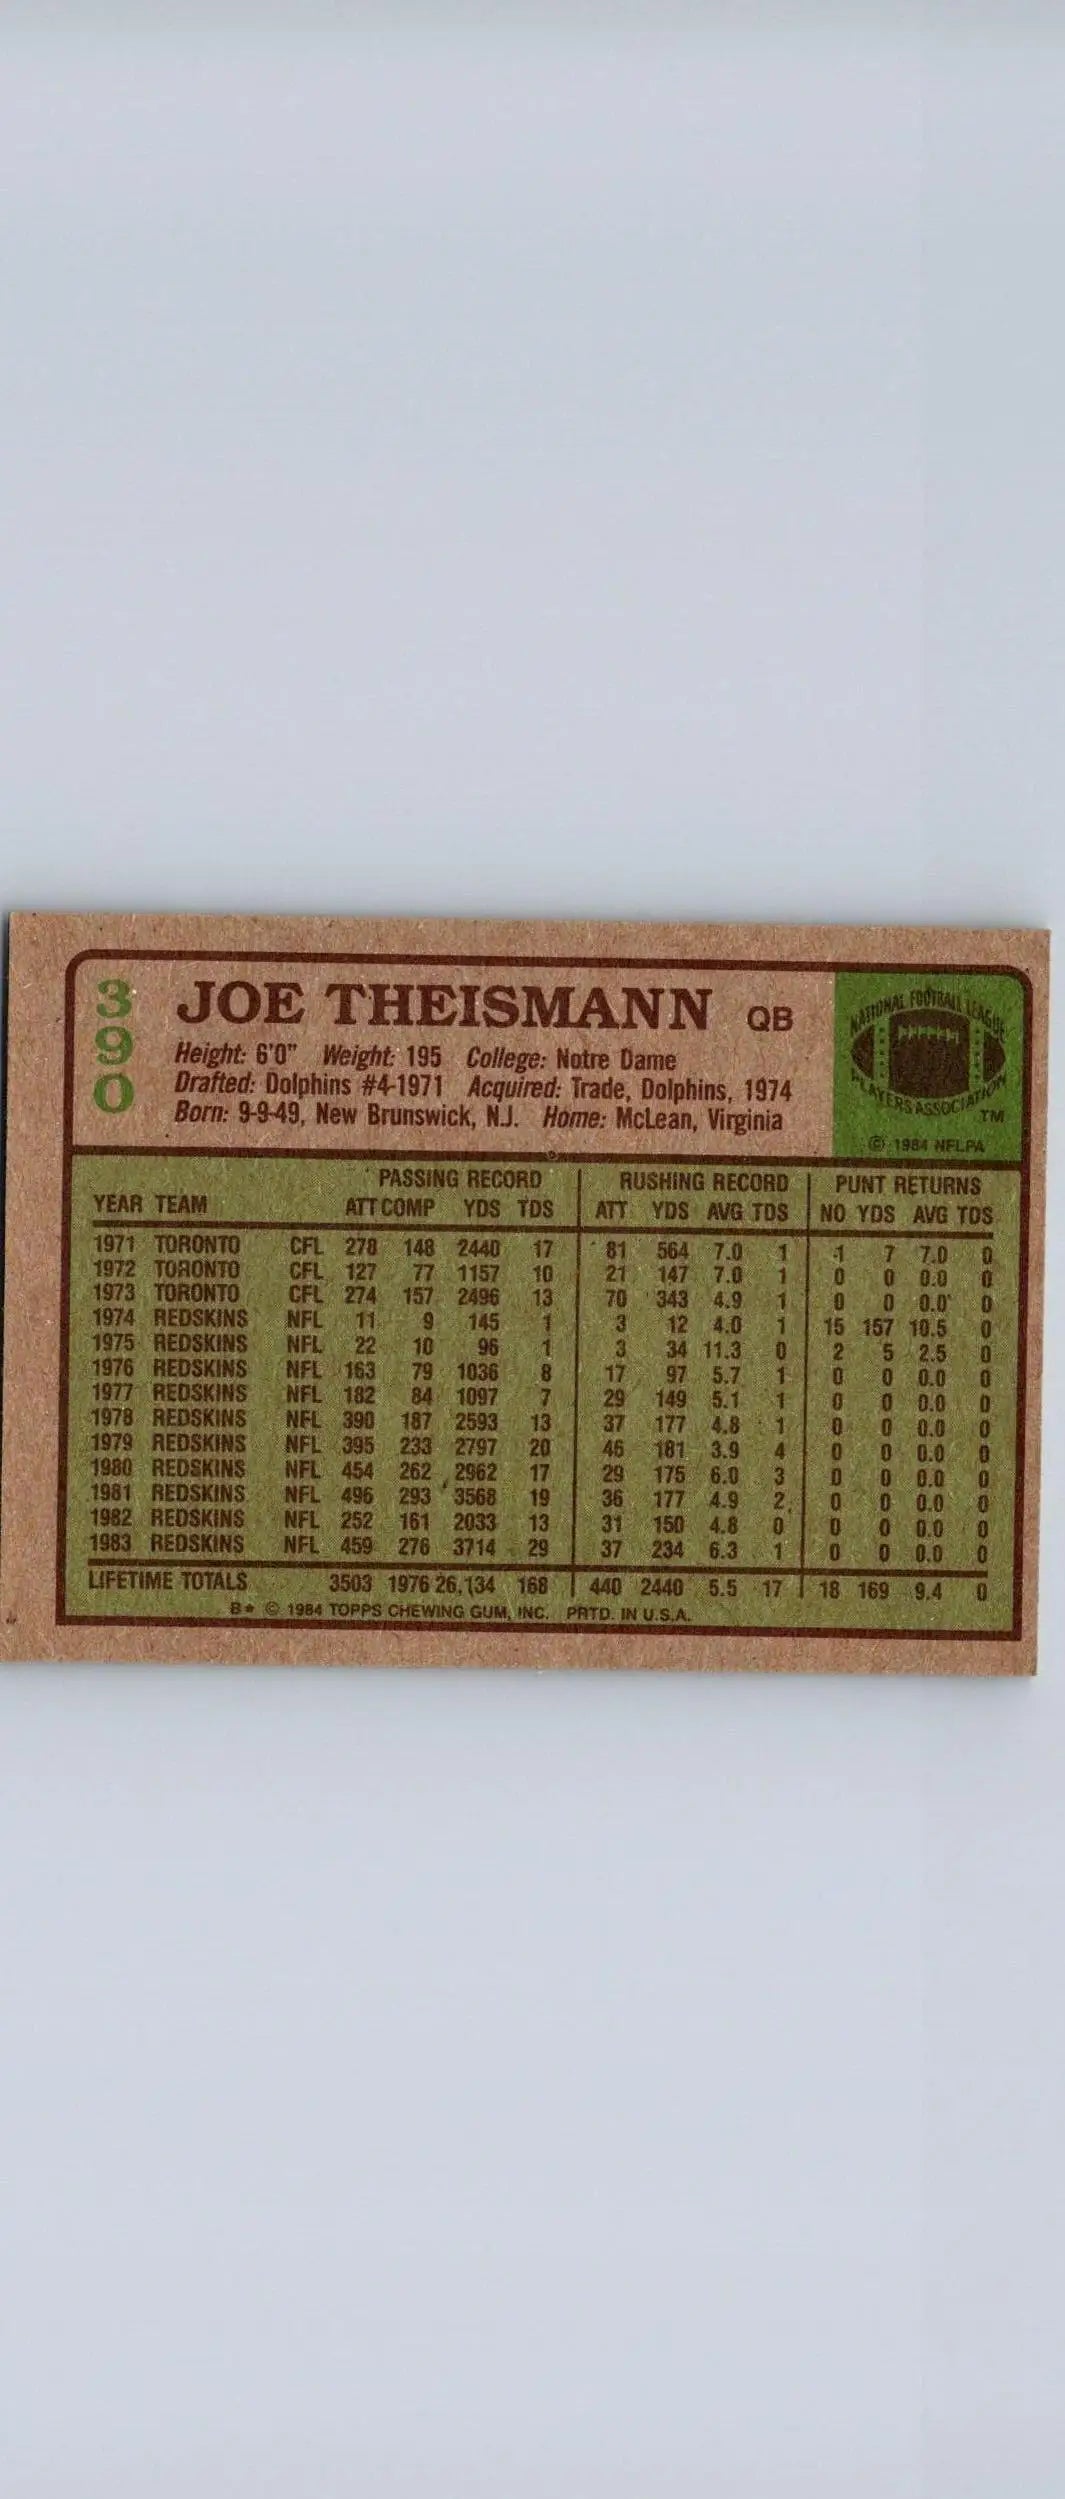 390
JOE THEISMANN QB
Height: 6'0" Weight: 195 College: Notre Dame
Drafted: Dolphins #4-1971 Acquired: Trade, Dolphins, 1974
Born: 9-9-49, New Brunswick, N.J. Home: McLean, Virginia
NATIONAL FOOTBALL LEAGUE
PLAYERS ASSOCIATION
TM
© 1984 NFLPA
PASSING RECORD RUSHING RECORD PUNT RETURNS
YEAR TEAM ATT COMP YDS TDS ATT YDS AVG TDS NO YDS AVG TDS
1971 TORONTO CFL 278 148 2440 17 81 564 7.0 1 1 7 7.0 0
1972 TORONTO CFL 127 77 1157 10 21 147 7.0 1 0 0 0.0 0
1973 TORONTO CFL 274 157 2496 13 70 343 4.9 1 0 0 0.0 0
1974 REDSKINS NFL 11 9 145 1 3 12 4.0 1 15 157 10.5 0
1975 REDSKINS NFL 22 10 96 1 3 34 11.3 0 2 5 2.5 0
1976 REDSKINS NFL 163 79 1036 8 17 97 5.7 1 0 0 0.0 0
1977 REDSKINS NFL 182 84 1097 7 29 149 5.1 1 0 0 0.0 0
1978 REDSKINS NFL 390 187 2593 13 37 177 4.8 1 0 0 0.0 0
1979 REDSKINS NFL 395 233 2797 20 46 181 3.9 4 0 0 0.0 0
1980 REDSKINS NFL 454 262 2962 17 29 175 6.0 3 0 0 0.0 0
1981 REDSKINS NFL 496 293 3568 19 36 177 4.9 2 0 0 0.0 0
1982 REDSKINS NFL 252 161 2033 13 31 150 4.8 0 0 0 0.0 0
1983 REDSKINS NFL 459 276 3714 29 37 234 6.3 1 0 0 0.0 0
LIFETIME TOTALS 3503 1976 26,134 168 440 2440 5.5 17 18 169 9.4 0
B* © 1984 TOPPS CHEWING GUM, INC. PRTD. IN U.S.A.